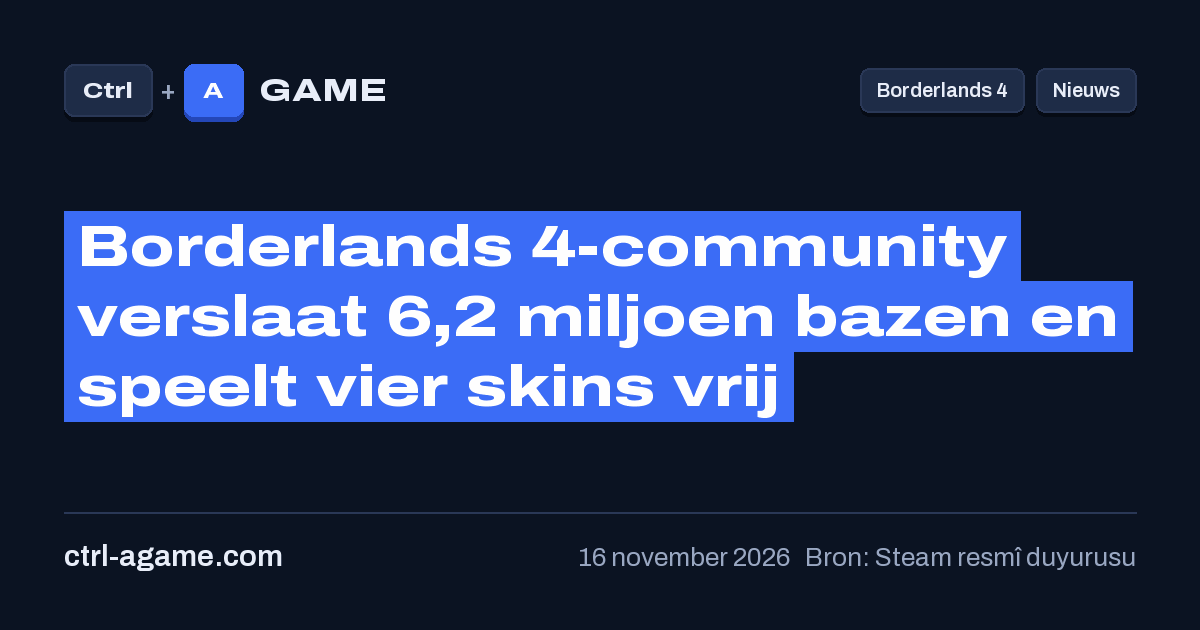 Ctrl + A GAME
Borderlands 4 Nieuws
Borderlands 4-community
verslaat 6,2 miljoen bazen en
speelt vier skins vrij
ctrl-agame.com
16 november 2026 Bron: Steam resmî duyurusu